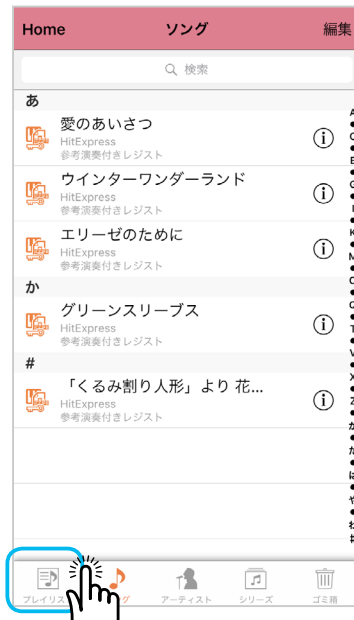 Home ソング 編集
検索
あ
愛のあいさつ
HitExpress
参考演奏付きレジスト
ウインターワンダーランド
HitExpress
参考演奏付きレジスト
エリーゼのために
HitExpress
参考演奏付きレジスト
か
グリーンスリーブス
HitExpress
参考演奏付きレジスト
#
「くるみ割り人形」より 花...
HitExpress
参考演奏付きレジスト
プレイリス グ アーティスト シリーズ ゴミ箱